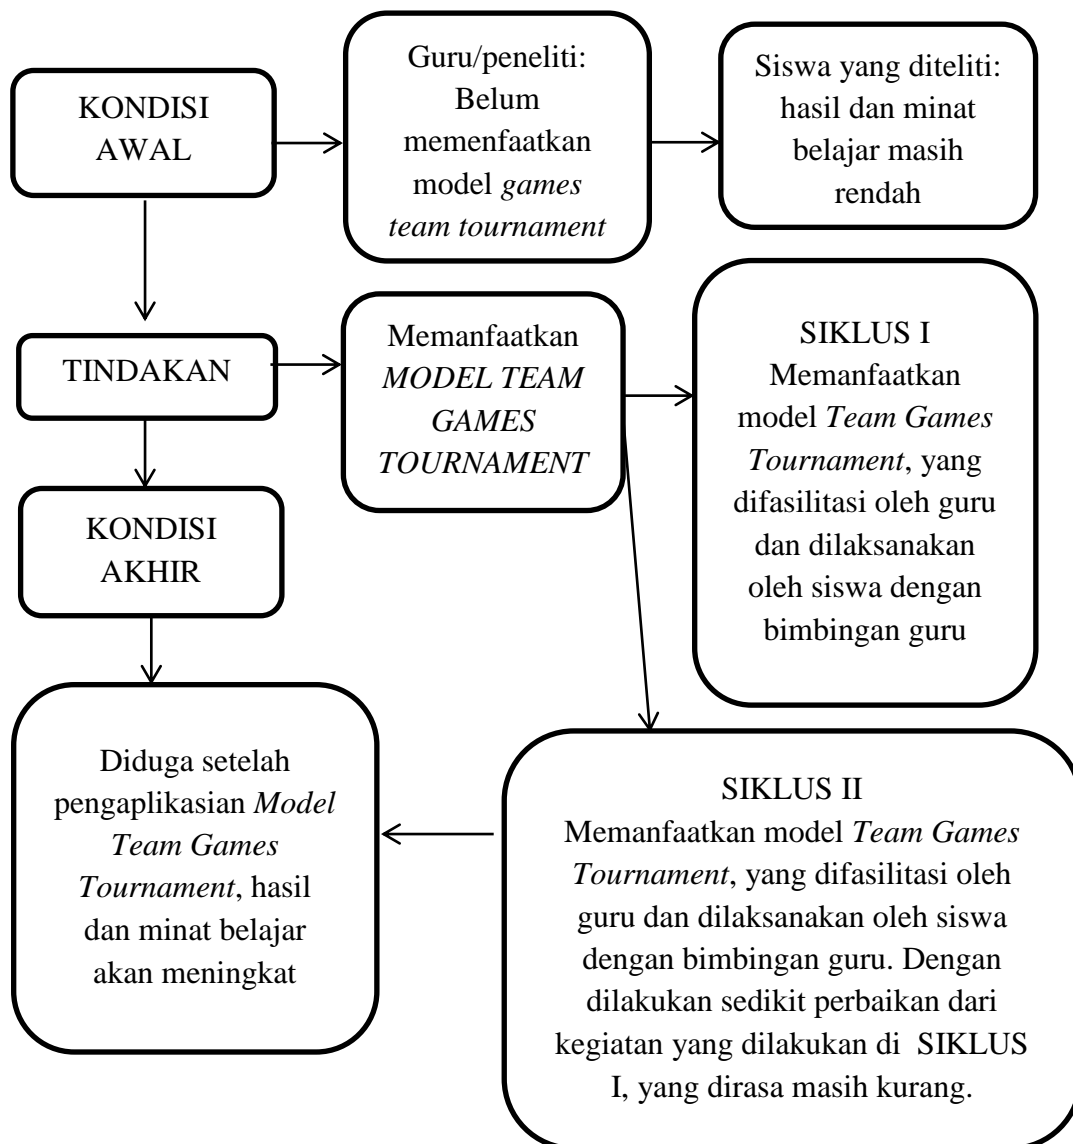 KONDISI
AWAL
Guru/peneliti:
Belum
memenfaatkan
model games
team tournament
Siswa yang diteliti:
hasil dan minat
belajar masih
rendah
TINDAKAN
Memanfaatkan
MODEL TEAM
GAMES
TOURNAMENT
SIKLUS I
Memanfaatkan
model Team Games
Tournament, yang
difasilitasi oleh guru
dan dilaksanakan
oleh siswa dengan
bimbingan guru
KONDISI
AKHIR
Diduga setelah
pengaplikasian Model
Team Games
Tournament, hasil
dan minat belajar
akan meningkat
SIKLUS II
Memanfaatkan model Team Games
Tournament, yang difasilitasi oleh
guru dan dilaksanakan oleh siswa
dengan bimbingan guru. Dengan
dilakukan sedikit perbaikan dari
kegiatan yang dilakukan di SIKLUS
I, yang dirasa masih kurang.